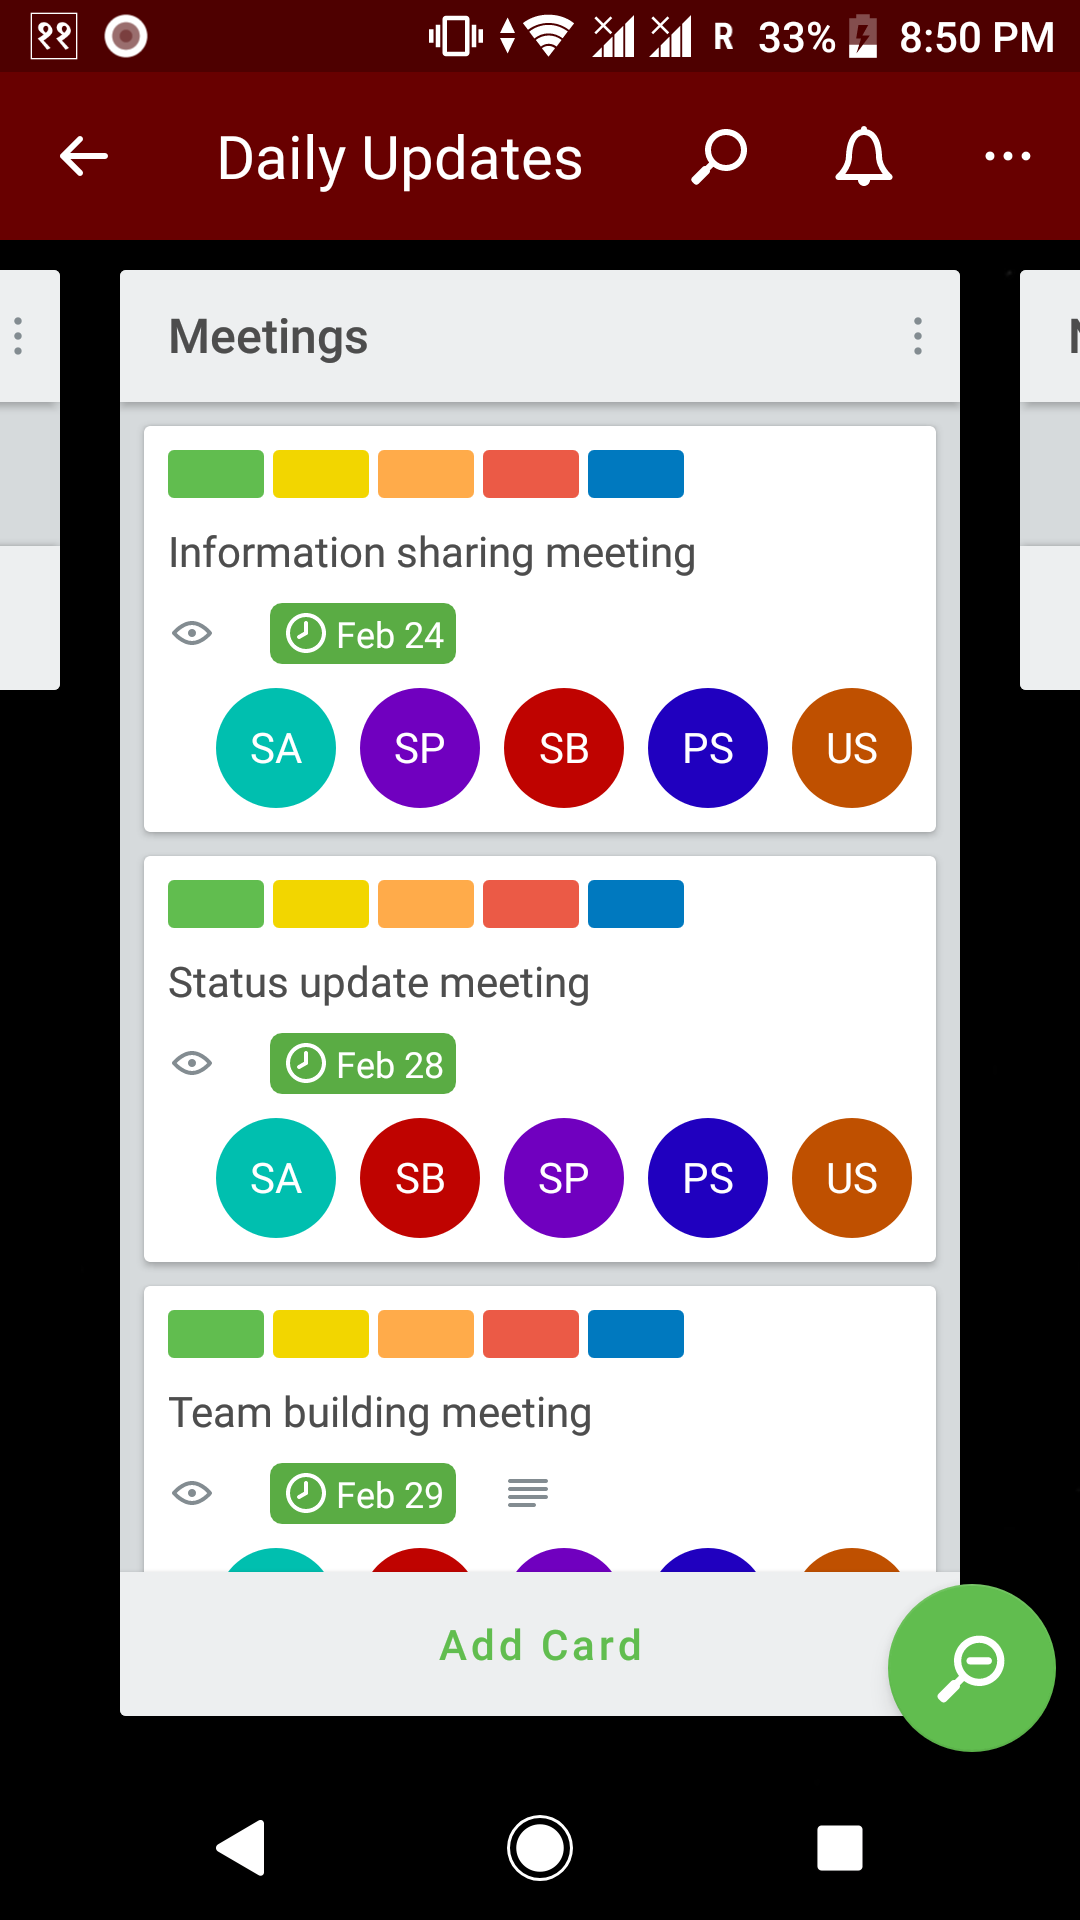 ११ R 33% 8:50 PM
Daily Updates
Meetings
Information sharing meeting
Feb 24
SA SP SB PS US
Status update meeting
Feb 28
SA SB SP PS US
Team building meeting
Feb 29
Add Card